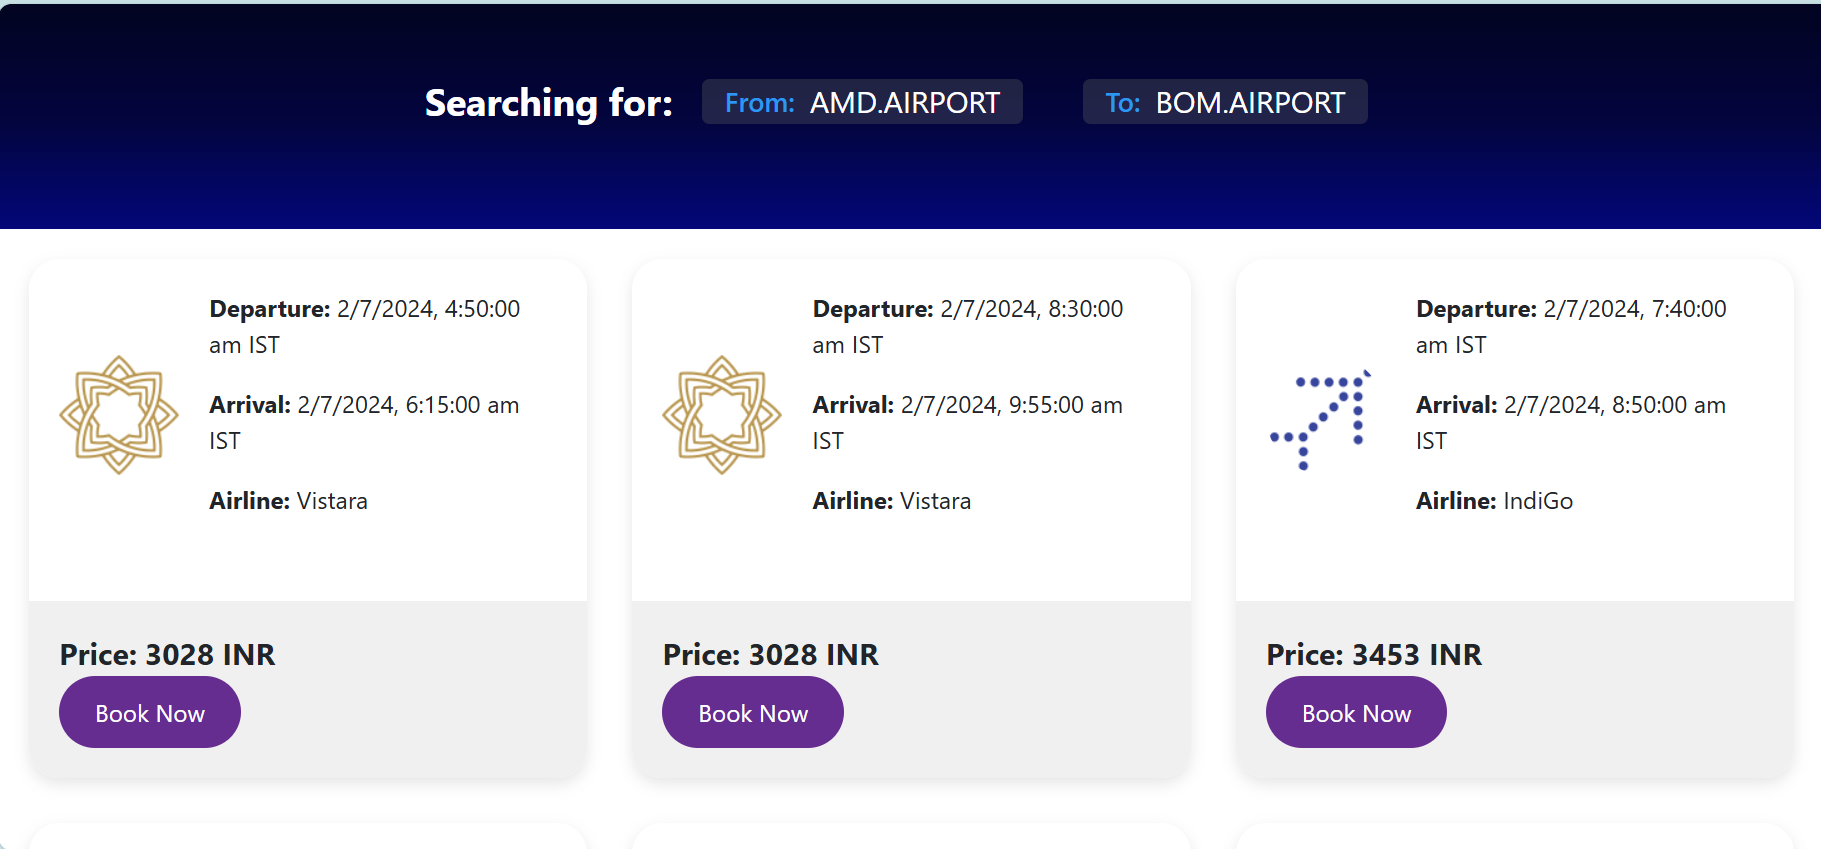 Searching for: From: AMD.AIRPORT To: BOM.AIRPORT
Departure: 2/7/2024, 4:50:00
am IST
Arrival: 2/7/2024, 6:15:00 am
IST
Airline: Vistara
Price: 3028 INR
Book Now
Departure: 2/7/2024, 8:30:00
am IST
Arrival: 2/7/2024, 9:55:00 am
IST
Airline: Vistara
Price: 3028 INR
Book Now
Departure: 2/7/2024, 7:40:00
am IST
Arrival: 2/7/2024, 8:50:00 am
IST
Airline: IndiGo
Price: 3453 INR
Book Now